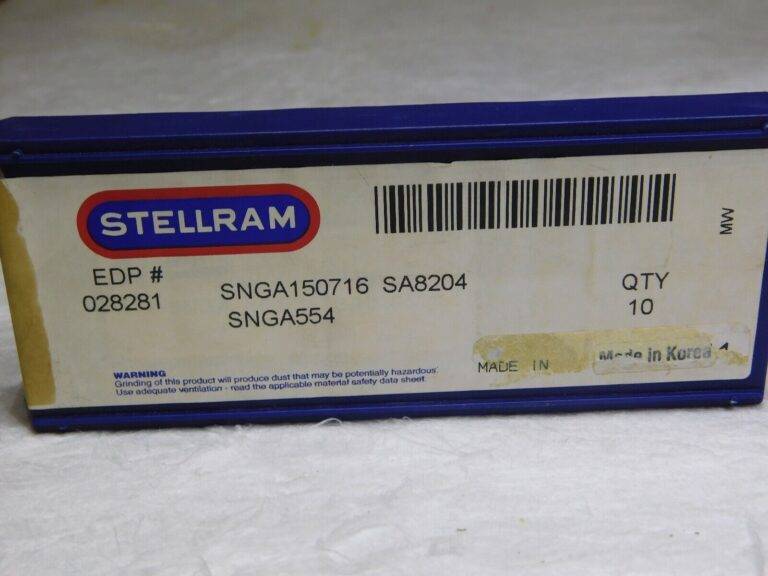 STELLRAM
MW
EDP #
028281
SNGA150716 SA8204
SNGA554
QTY
10
WARNING
Grinding of this product will produce dust that may be potentially hazardous.
Use adequate ventilation - read the applicable material safety data sheet.
MADE IN
Made in Korea